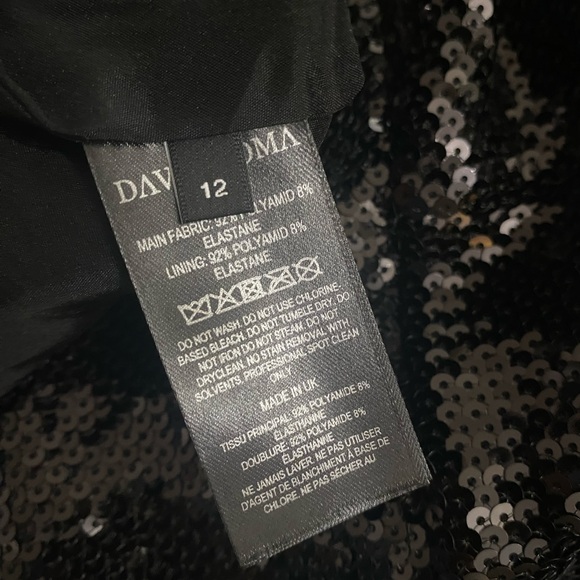 DAV OMA
12
MAIN FABRIC: 92% POLYAMID 8%
ELASTANE
LINING: 92% POLYAMID 8%
ELASTANE
DO NOT WASH. DO NOT USE CHLORINE.
BASED BLEACH. DO NOT TUMBLE DRY. DO
NOT IRON DO NOT STEAM. DO NOT
DRYCLEAN. NO STAIN REMOVAL WITH
SOLVENTS. PROFESSIONAL SPOT CLEAN
ONLY
MADE IN UK
TISSU PRINCIPAL 92% POLYAMIDE 8%
ÉLASTHANNE
DOUBLURE: 92% POLYAMIDE 8%
ÉLASTHANNE
NE JAMAIS LAVER. NE PAS UTILISER
D'AGENT DE BLANCHIMENT À BASE DE
CHLORE. NE PAS SÉCHER AU